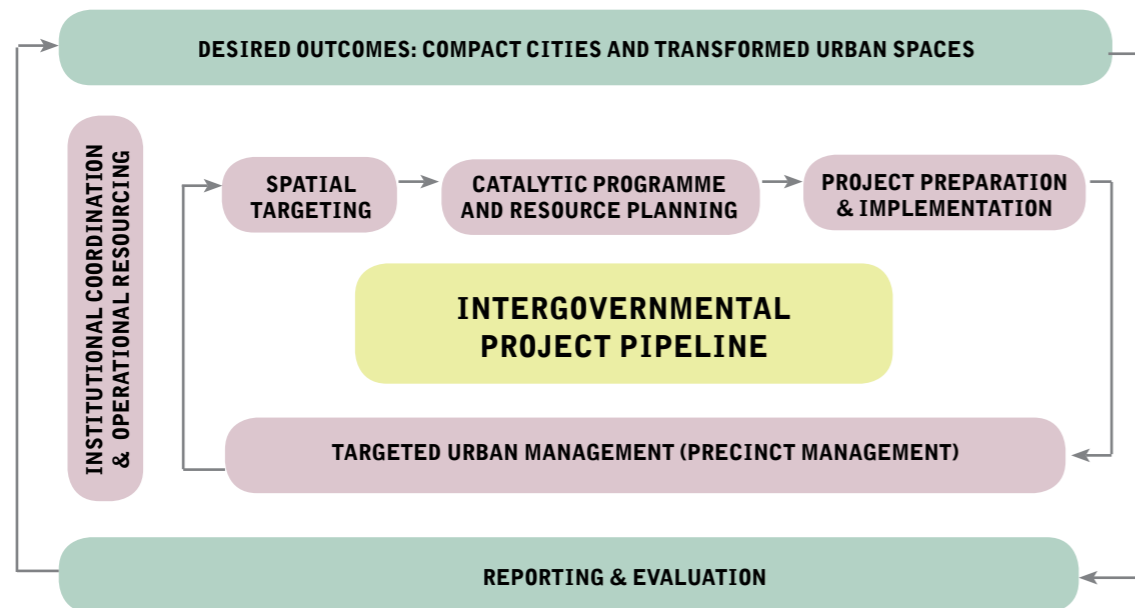 DESIRED OUTCOMES: COMPACT CITIES AND TRANSFORMED URBAN SPACES
INSTITUTIONAL COORDINATION
& OPERATIONAL RESOURCING
SPATIAL
TARGETING
CATALYTIC PROGRAMME
AND RESOURCE PLANNING
PROJECT PREPARATION
& IMPLEMENTATION
INTERGOVERNMENTAL
PROJECT PIPELINE
TARGETED URBAN MANAGEMENT (PRECINCT MANAGEMENT)
REPORTING & EVALUATION